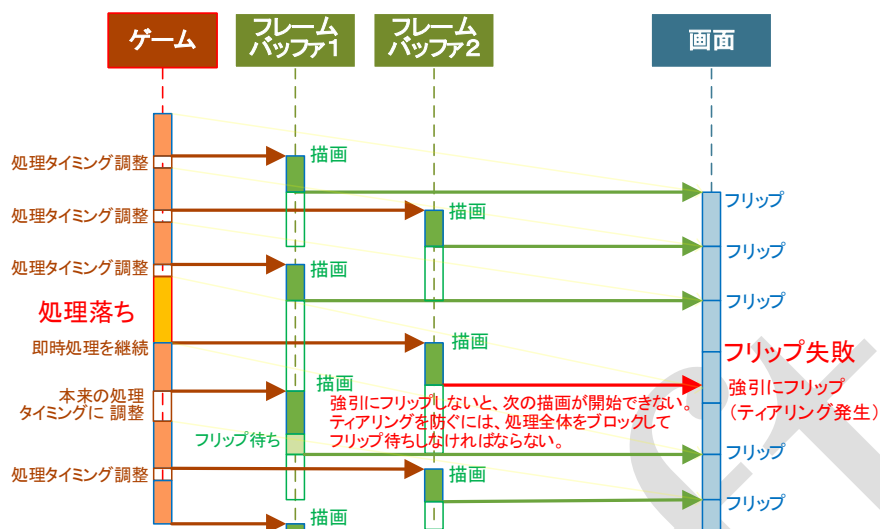 ゲーム
フレーム
バッファ1
フレーム
バッファ2
画面
処理タイミング調整
描画
フリップ
処理タイミング調整
描画
フリップ
処理タイミング調整
描画
フリップ
処理落ち
即時処理を継続
描画
フリップ失敗
本来の処理
タイミングに 調整
描画
強引にフリップしないと、次の描画が開始できない。
ティアリングを防ぐには、処理全体をブロックして
フリップ待ちしなければならない。
強引にフリップ
(ティアリング発生)
フリップ待ち
フリップ
処理タイミング調整
描画
フリップ
描画